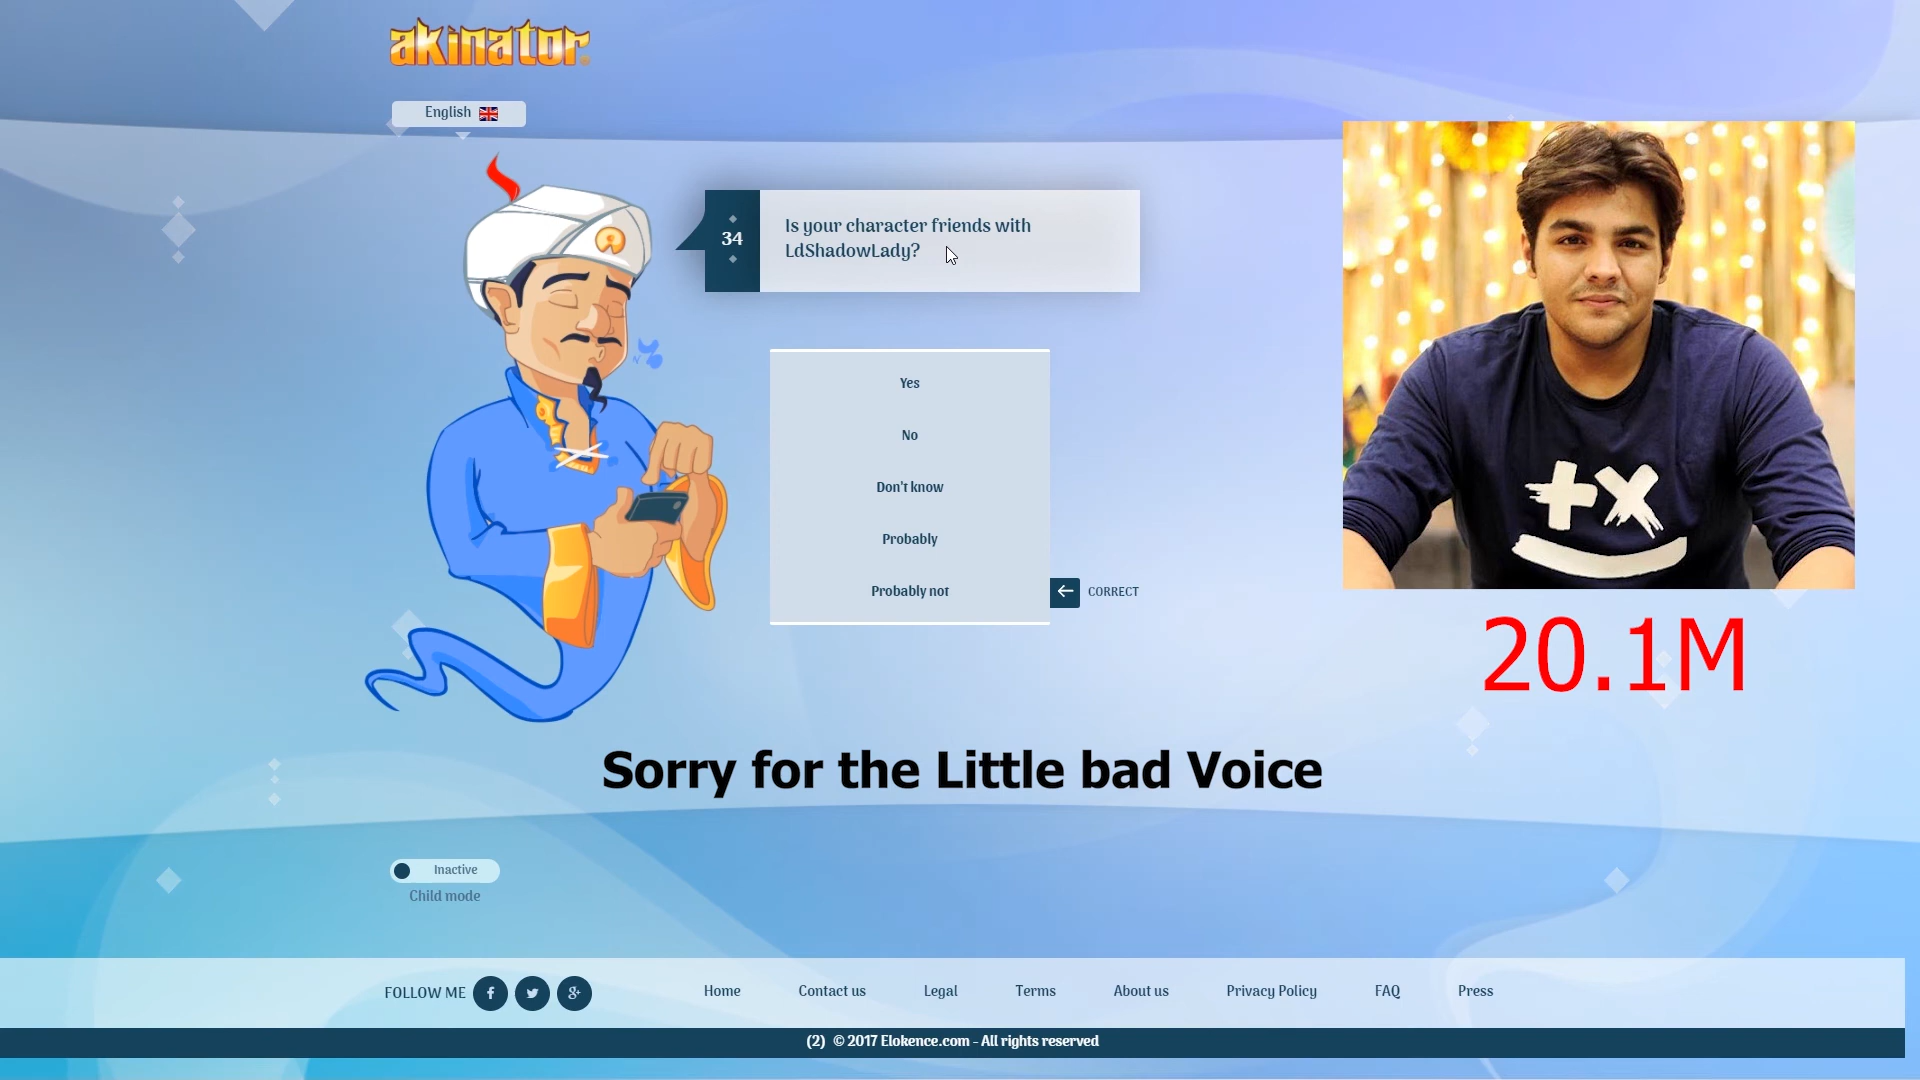 akinator
English
34
Is your character friends with
LdShadowLady?
Yes
No
Don't know
Probably
Probably not
CORRECT
20.1M
Sorry for the Little bad Voice
Inactive
Child mode
FOLLOW ME
Home
Contact us
Legal
Terms
About us
Privacy Policy
FAQ
Press
(2) © 2017 Elokence.com - All rights reserved